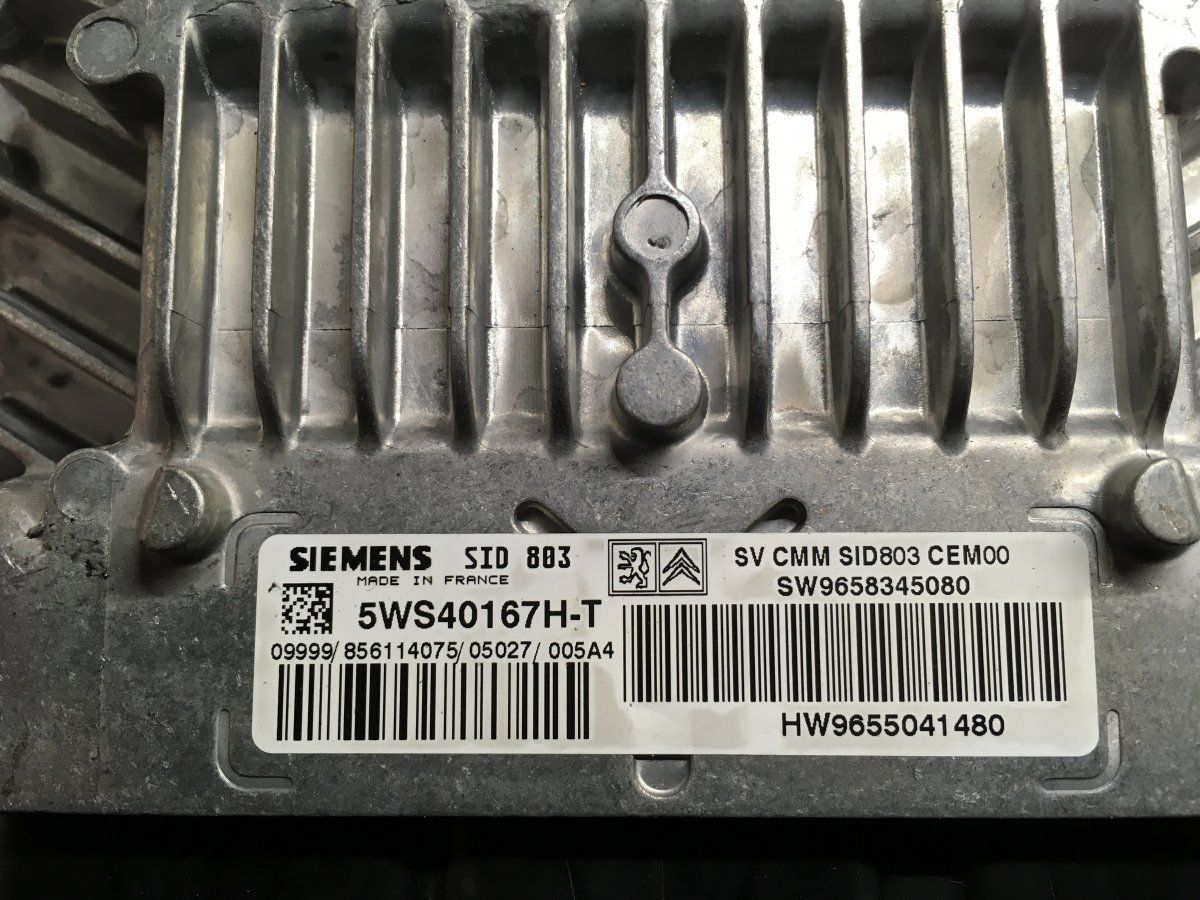 SIEMENS SID 803
MADE IN FRANCE
5WS40167H-T
09999/856114075/05027/005A4
SV CMM SID803 CEM00
SW9658345080
HW9655041480